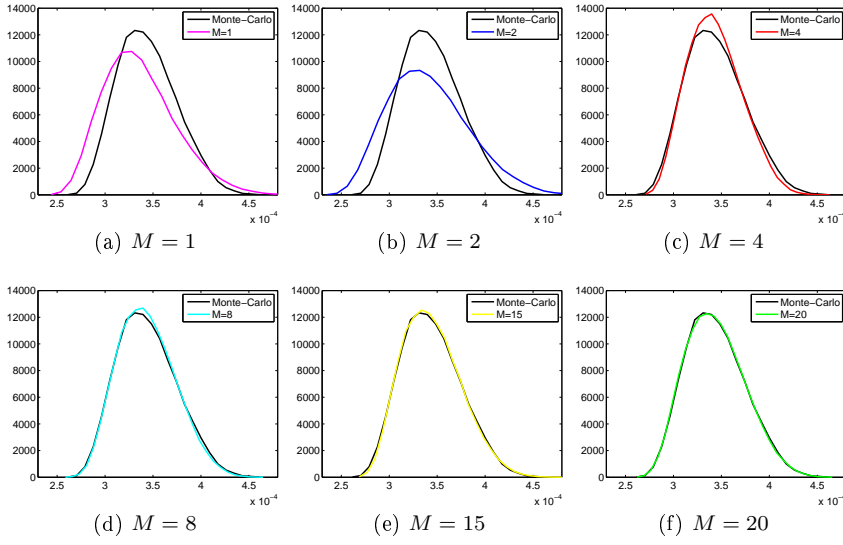 14000
12000
10000
8000
6000
4000
2000
0
2.5 3 3.5 4 4.5
x 10⁻⁴
Monte−Carlo
M=1
(a) M = 1
14000
12000
10000
8000
6000
4000
2000
0
2.5 3 3.5 4 4.5
x 10⁻⁴
Monte−Carlo
M=2
(b) M = 2
14000
12000
10000
8000
6000
4000
2000
0
2.5 3 3.5 4 4.5
x 10⁻⁴
Monte−Carlo
M=4
(c) M = 4
14000
12000
10000
8000
6000
4000
2000
0
2.5 3 3.5 4 4.5
x 10⁻⁴
Monte−Carlo
M=8
(d) M = 8
14000
12000
10000
8000
6000
4000
2000
0
2.5 3 3.5 4 4.5
x 10⁻⁴
Monte−Carlo
M=15
(e) M = 15
14000
12000
10000
8000
6000
4000
2000
0
2.5 3 3.5 4 4.5
x 10⁻⁴
Monte−Carlo
M=20
(f) M = 20